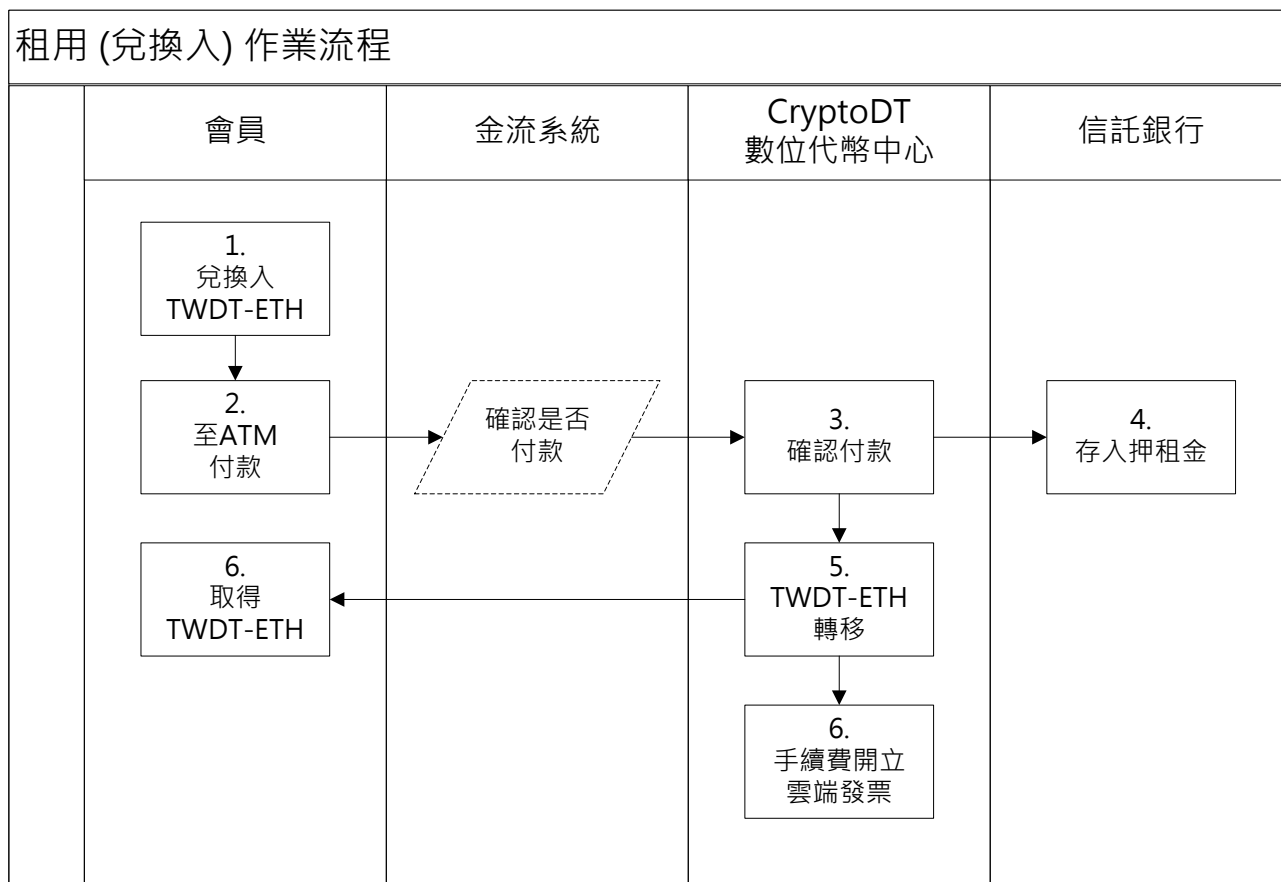 租用 (兌換入) 作業流程
會員
金流系統
CryptoDT
數位代幣中心
信託銀行
1.
兌換入
TWDT-ETH
2.
至ATM
付款
確認是否
付款
3.
確認付款
4.
存入押租金
6.
取得
TWDT-ETH
5.
TWDT-ETH
轉移
6.
手續費開立
雲端發票